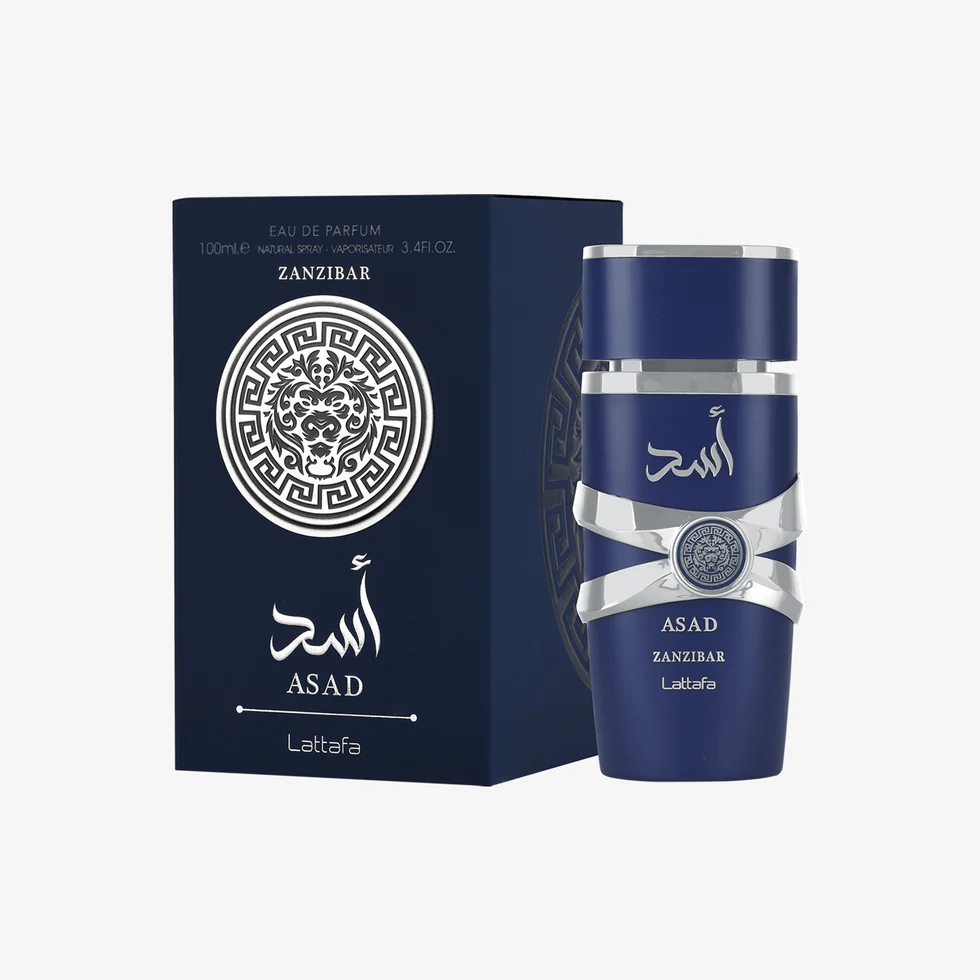 EAU DE PARFUM
100ml.e NATURAL SPRAY - VAPORISATEUR 3.4Fl.OZ.
ZANZIBAR
أسد
ASAD
Lattafa
أسد
ASAD
ZANZIBAR
Lattafa